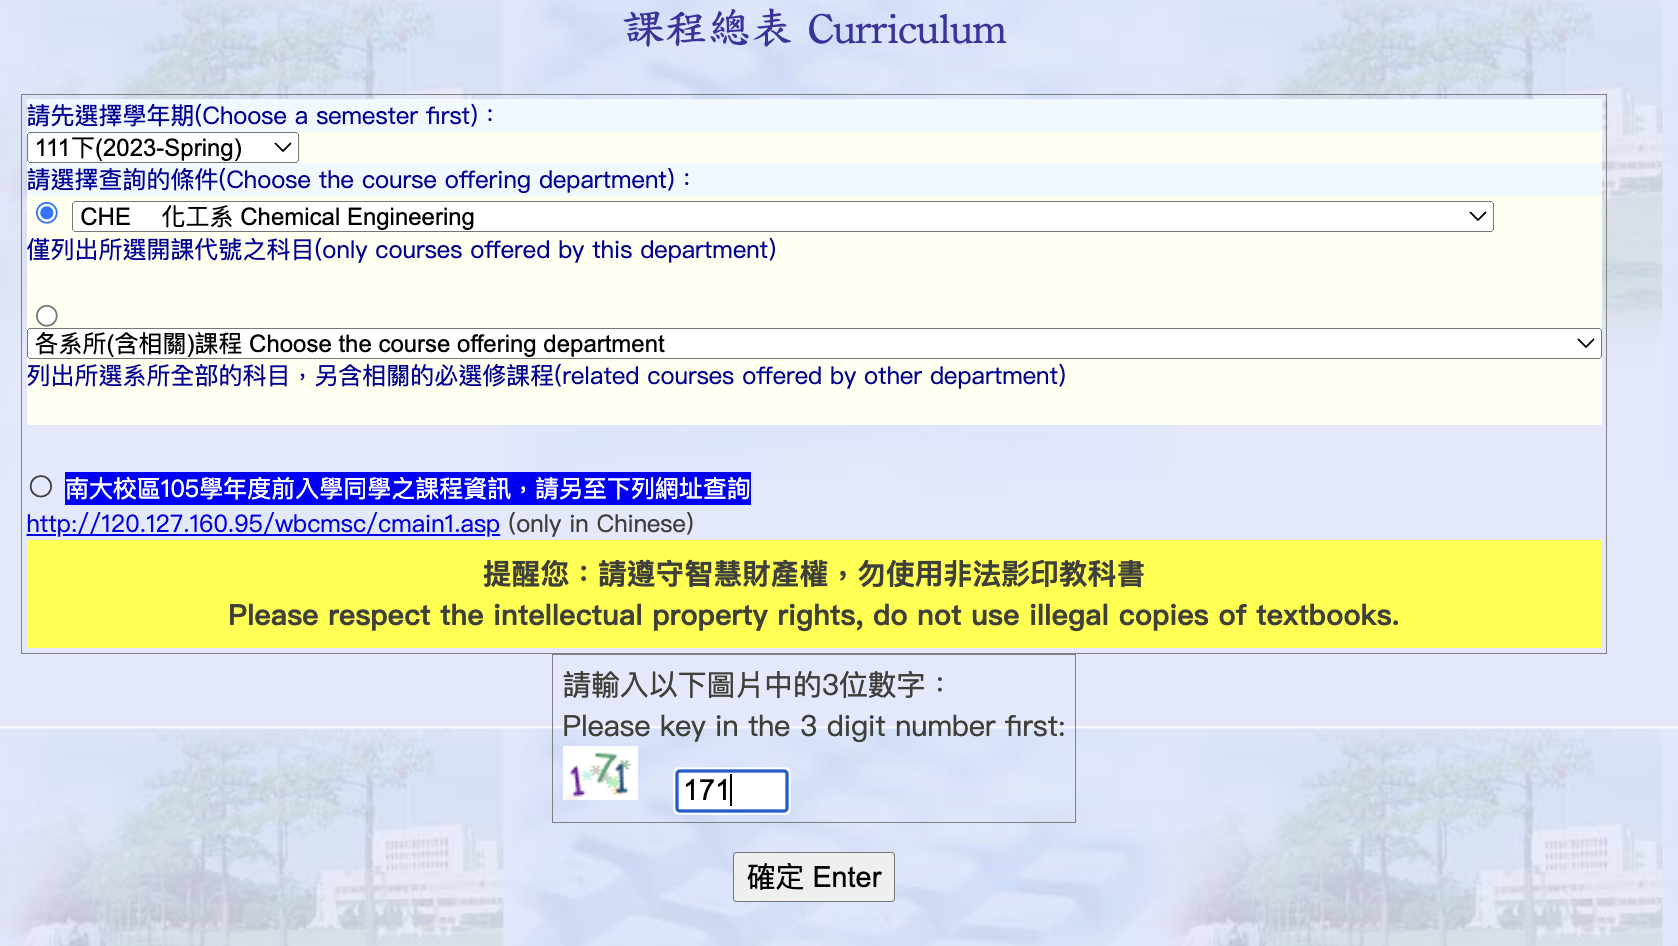 課程總表 Curriculum
請先選擇學年期(Choose a semester first)：
111下(2023-Spring)
請選擇查詢的條件(Choose the course offering department)：
CHE 化工系 Chemical Engineering
僅列出所選開課代號之科目(only courses offered by this department)
各系所(含相關)課程 Choose the course offering department
列出所選系所全部的科目，另含相關的必選修課程(related courses offered by other department)
南大校區105學年度前入學同學之課程資訊，請另至下列網址查詢
http://120.127.160.95/wbcmsc/cmain1.asp (only in Chinese)
提醒您：請遵守智慧財產權，勿使用非法影印教科書
Please respect the intellectual property rights, do not use illegal copies of textbooks.
請輸入以下圖片中的3位數字：
Please key in the 3 digit number first:
171 171
確定 Enter